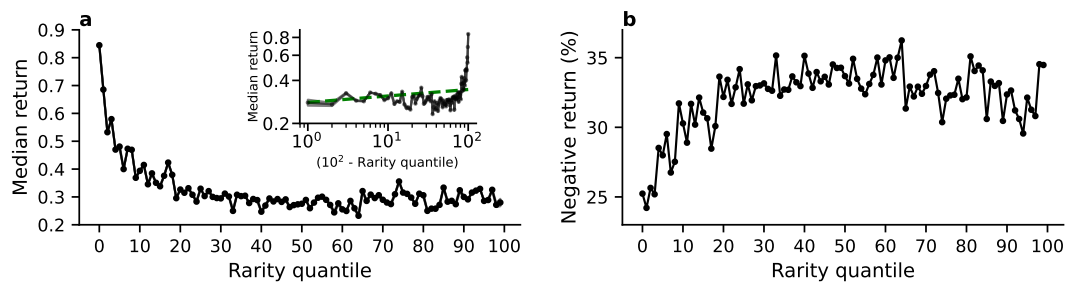 a
Median return
0.9
0.8
0.7
0.6
0.5
0.4
0.3
0.2
0 10 20 30 40 50 60 70 80 90 100
Rarity quantile
Median return
0.8
0.6
0.4
0.2
10⁰ 10¹ 10²
(10² - Rarity quantile)
b
Negative return (%)
35
30
25
0 10 20 30 40 50 60 70 80 90 100
Rarity quantile